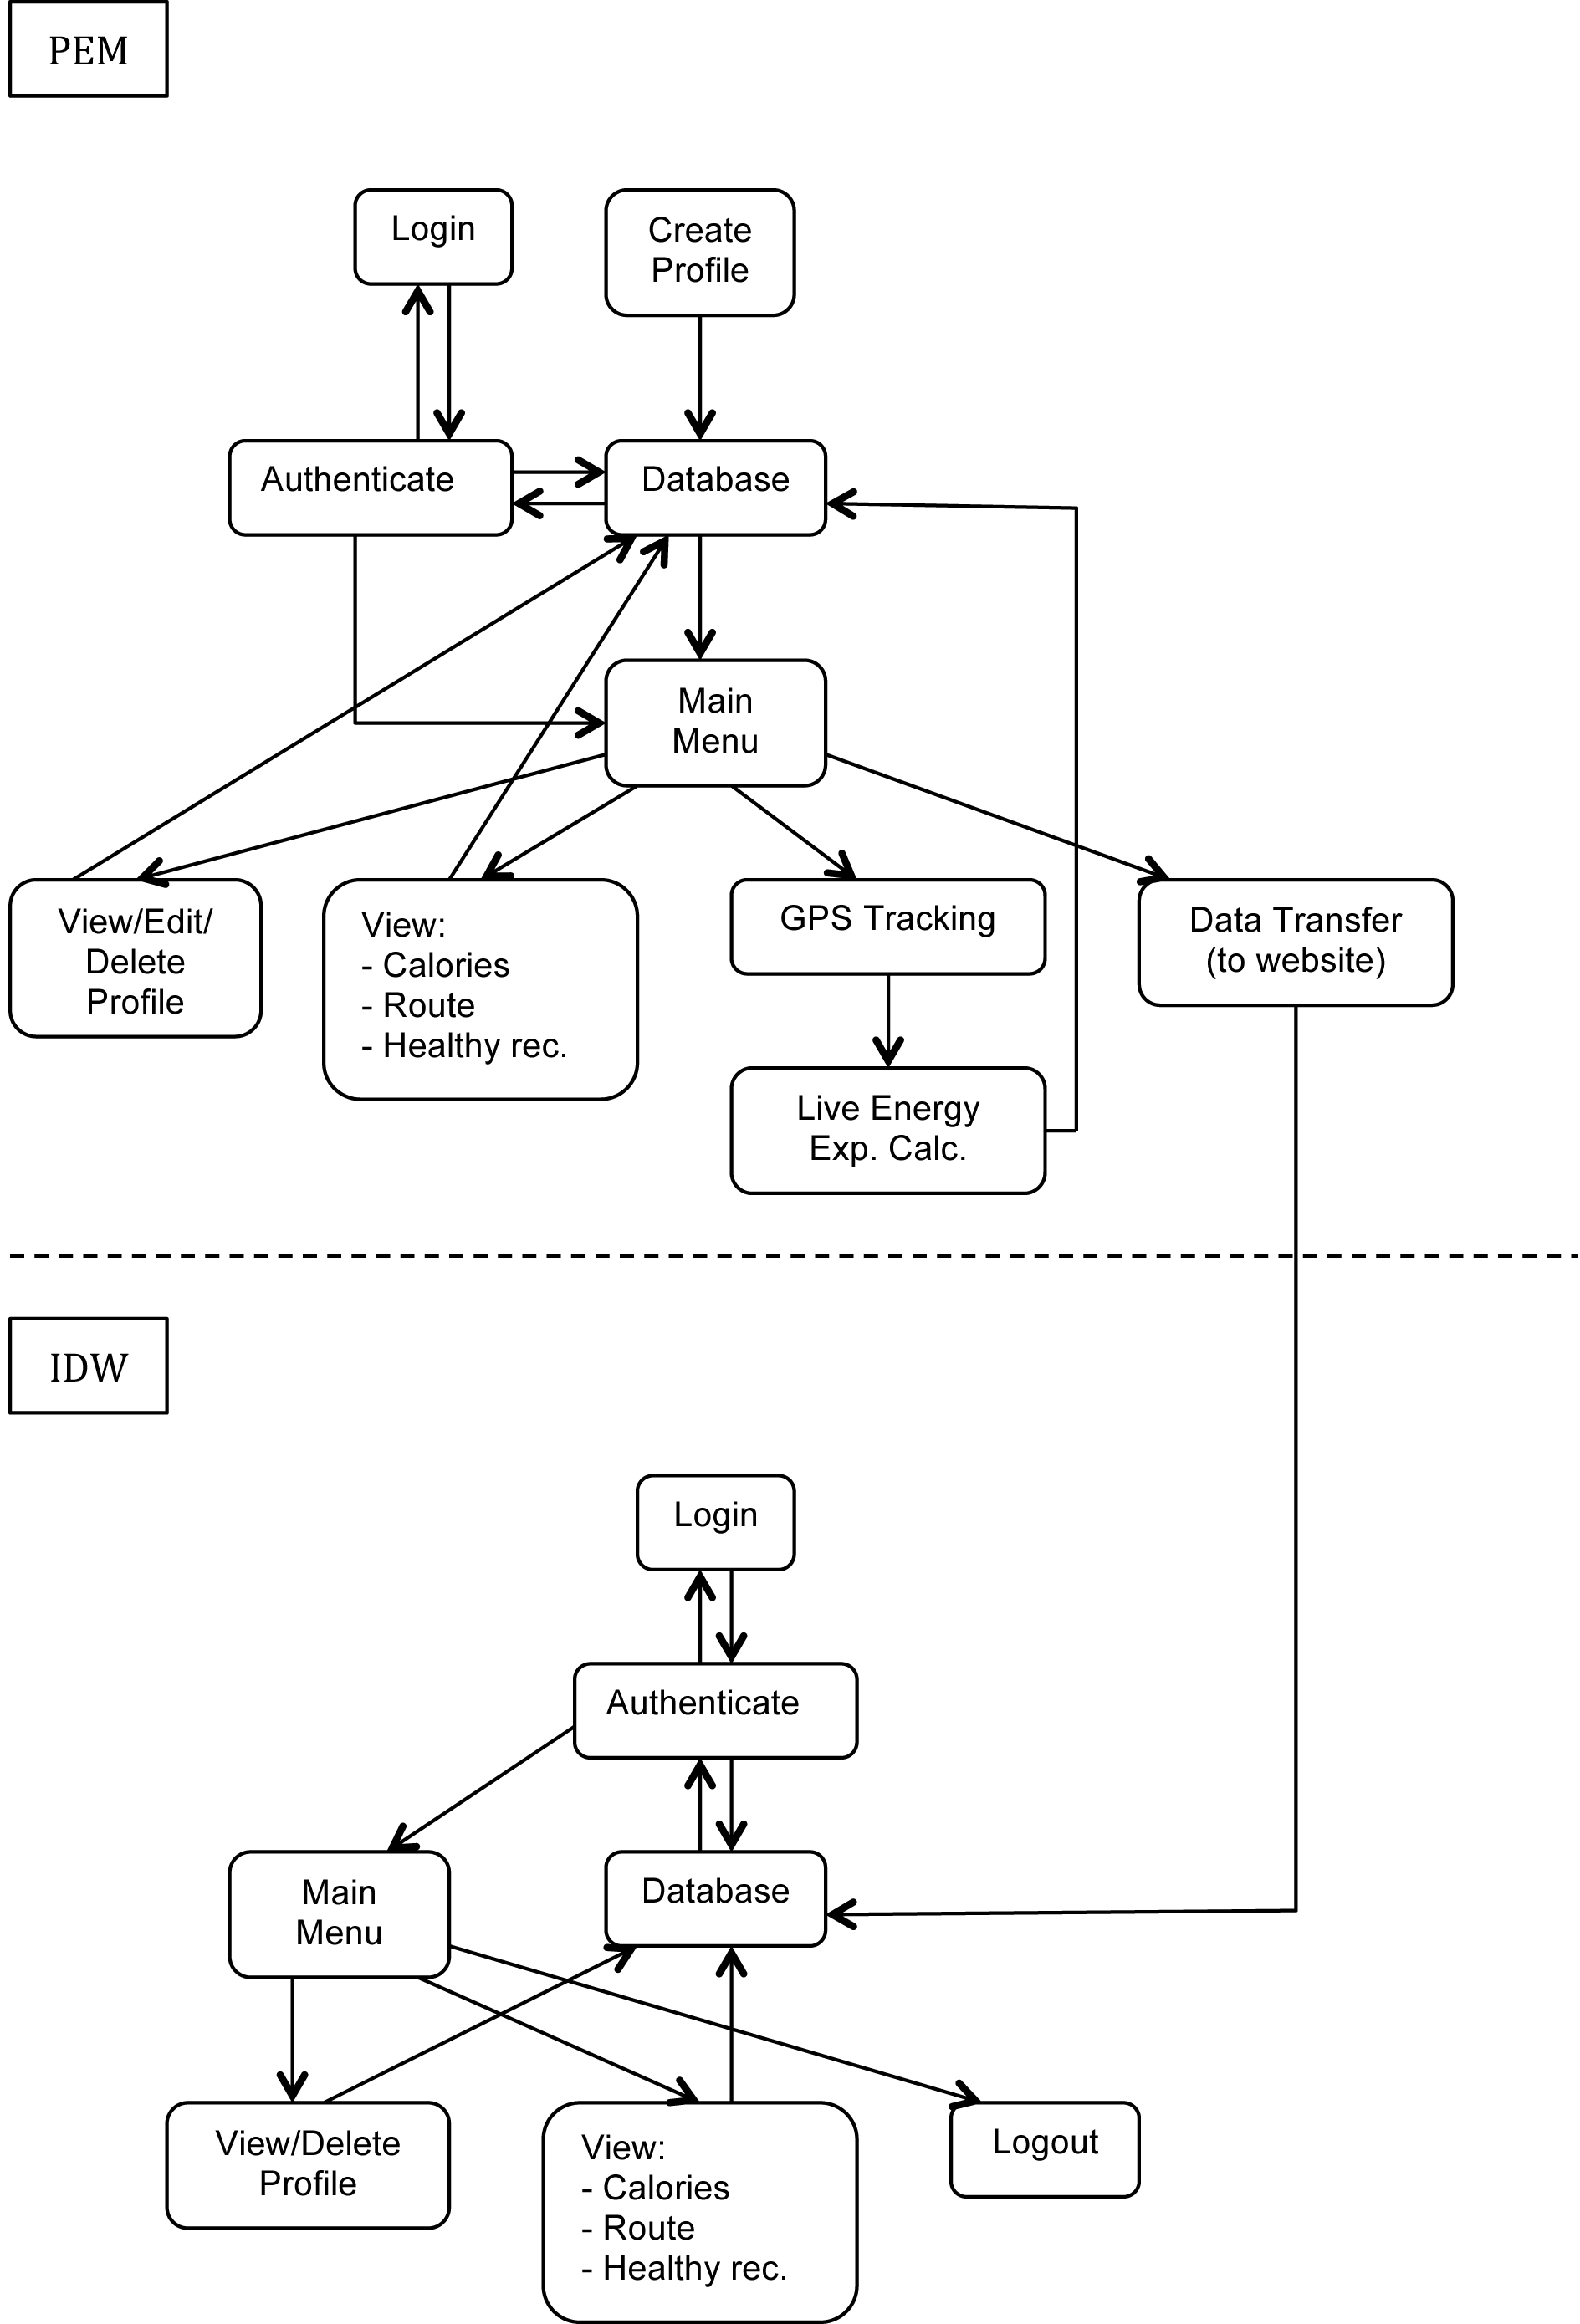 PEM
Login
Create
Profile
Authenticate
Database
Main
Menu
View/Edit/
Delete
Profile
View:
- Calories
- Route
- Healthy rec.
GPS Tracking
Data Transfer
(to website)
Live Energy
Exp. Calc.
IDW
Login
Authenticate
Main
Menu
Database
View/Delete
Profile
View:
- Calories
- Route
- Healthy rec.
Logout